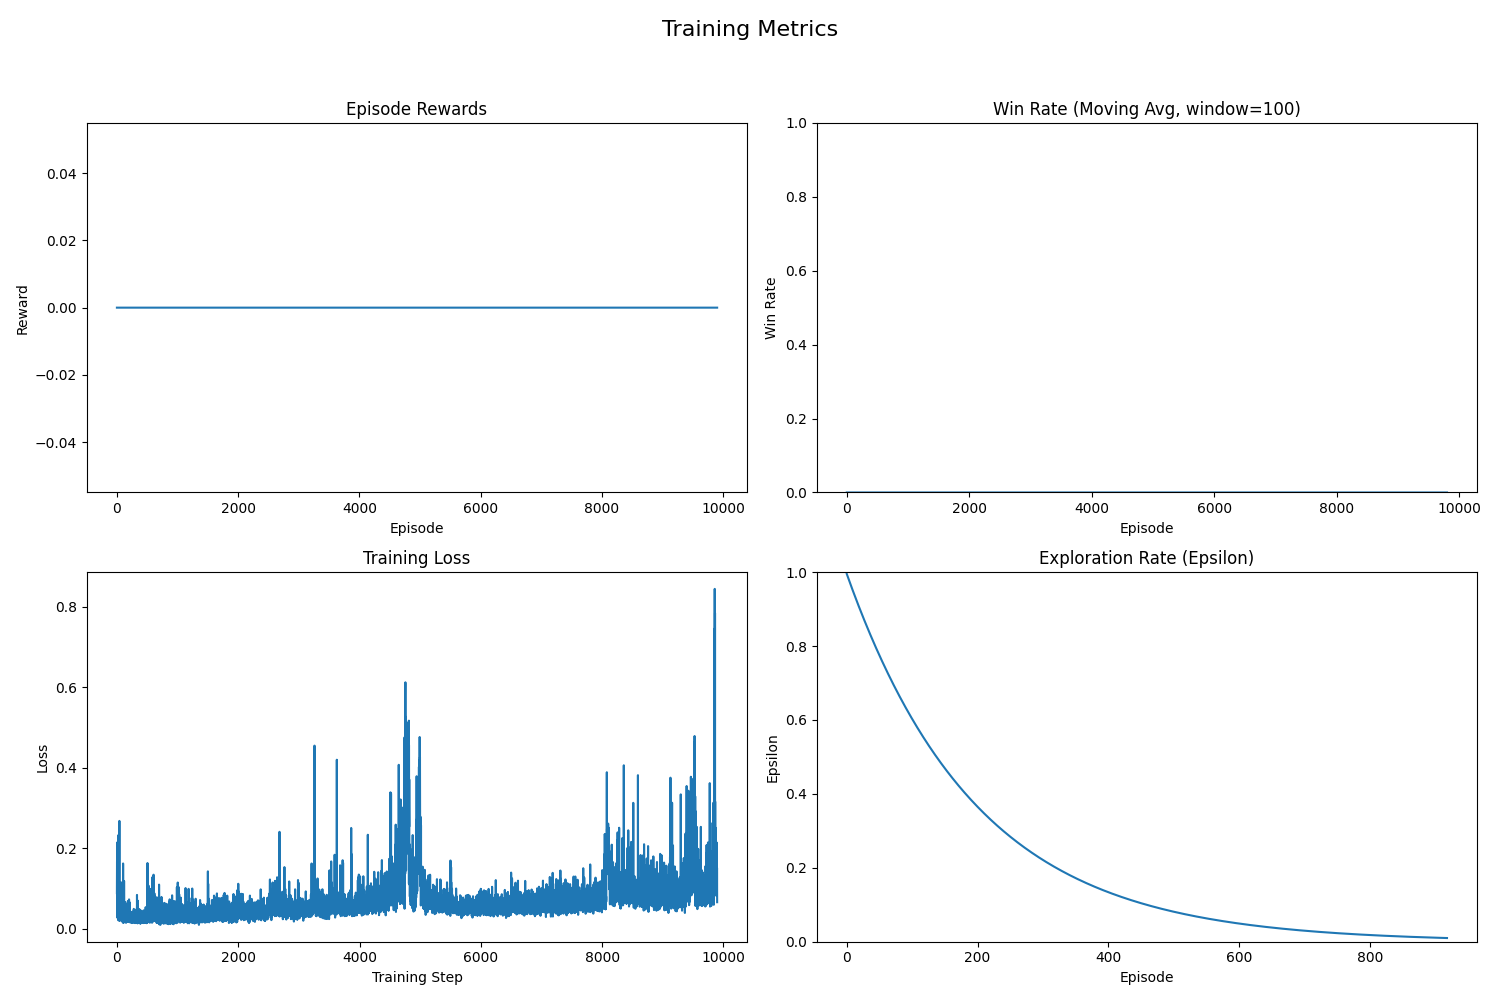 Training Metrics
Episode Rewards
0.04
0.02
0.00
−0.02
−0.04
Reward
0 2000 4000 6000 8000 10000
Episode
Win Rate (Moving Avg, window=100)
1.0
0.8
0.6
0.4
0.2
0.0
Win Rate
0 2000 4000 6000 8000 10000
Episode
Training Loss
0.8
0.6
0.4
0.2
0.0
Loss
0 2000 4000 6000 8000 10000
Training Step
Exploration Rate (Epsilon)
1.0
0.8
0.6
0.4
0.2
0.0
Epsilon
0 200 400 600 800
Episode